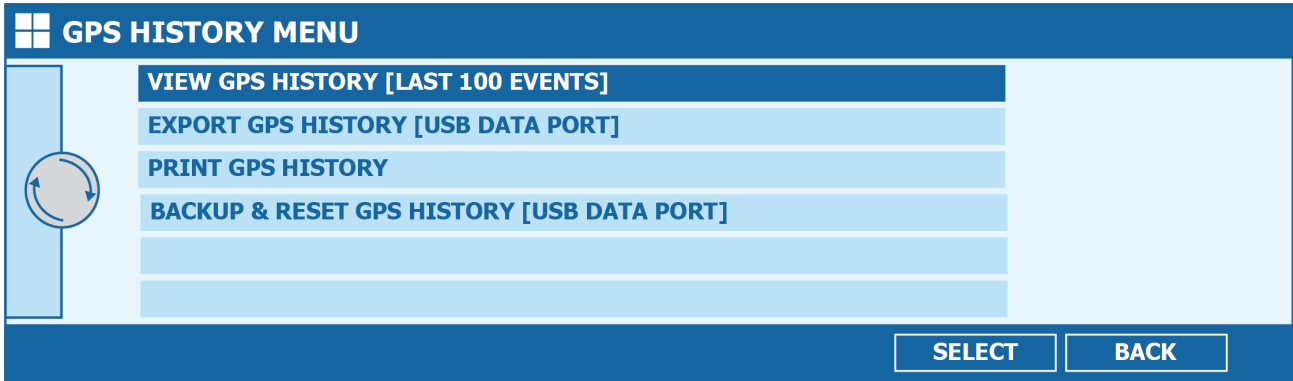 GPS HISTORY MENU
VIEW GPS HISTORY [LAST 100 EVENTS]
EXPORT GPS HISTORY [USB DATA PORT]
PRINT GPS HISTORY
BACKUP & RESET GPS HISTORY [USB DATA PORT]
SELECT BACK